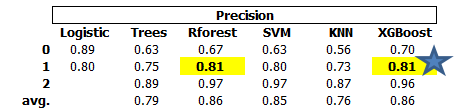 Precision
Logistic Trees Rforest SVM KNN XGBoost
0 0.89 0.63 0.67 0.63 0.56 0.70
1 0.80 0.75 0.81 0.80 0.73 0.81
2 0.89 0.97 0.97 0.87 0.96
avg. 0.79 0.86 0.85 0.76 0.86